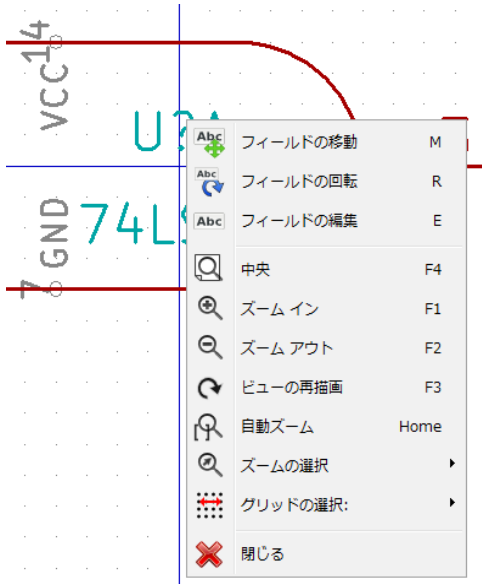 14
VCC
U?A
GND
74LS
7
Abc フィールドの移動 M
Abc フィールドの回転 R
Abc フィールドの編集 E
中央 F4
ズーム イン F1
ズーム アウト F2
ビューの再描画 F3
自動ズーム Home
ズームの選択
グリッドの選択:
閉じる